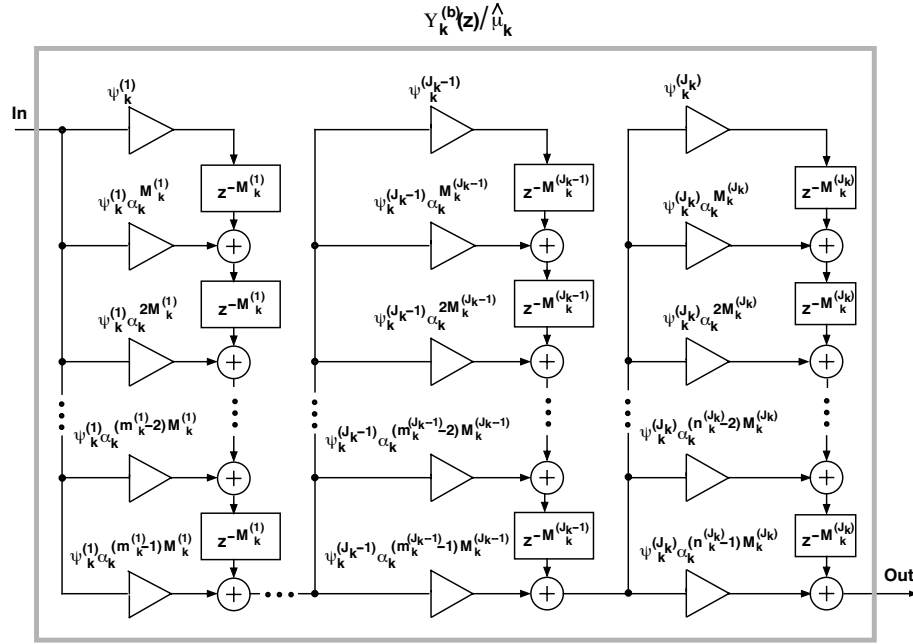 Υ_k^(b)(z)/μ̂_k
In
ψ_k^(1)
ψ_k^(J_k-1)
ψ_k^(J_k)
z^-M_k^(1)
z^-M_k^(J_k-1)
z^-M_k^(J_k)
ψ_k^(1) α_k^M_k^(1)
ψ_k^(J_k-1) α_k^M_k^(J_k-1)
ψ_k^(J_k) α_k^M_k^(J_k)
+
+
+
z^-M_k^(1)
z^-M_k^(J_k-1)
z^-M_k^(J_k)
ψ_k^(1) α_k^2M_k^(1)
ψ_k^(J_k-1) α_k^2M_k^(J_k-1)
ψ_k^(J_k) α_k^2M_k^(J_k)
+
+
+
ψ_k^(1) α_k^(m_k^(1)-2)M_k^(1)
ψ_k^(J_k-1) α_k^(m_k^(J_k-1)-2)M_k^(J_k-1)
ψ_k^(J_k) α_k^(n_k^(J_k)-2)M_k^(J_k)
+
+
+
z^-M_k^(1)
z^-M_k^(J_k-1)
z^-M_k^(J_k)
ψ_k^(1) α_k^(m_k^(1)-1)M_k^(1)
ψ_k^(J_k-1) α_k^(m_k^(J_k-1)-1)M_k^(J_k-1)
ψ_k^(J_k) α_k^(n_k^(J_k)-1)M_k^(J_k)
+
+
+
Out